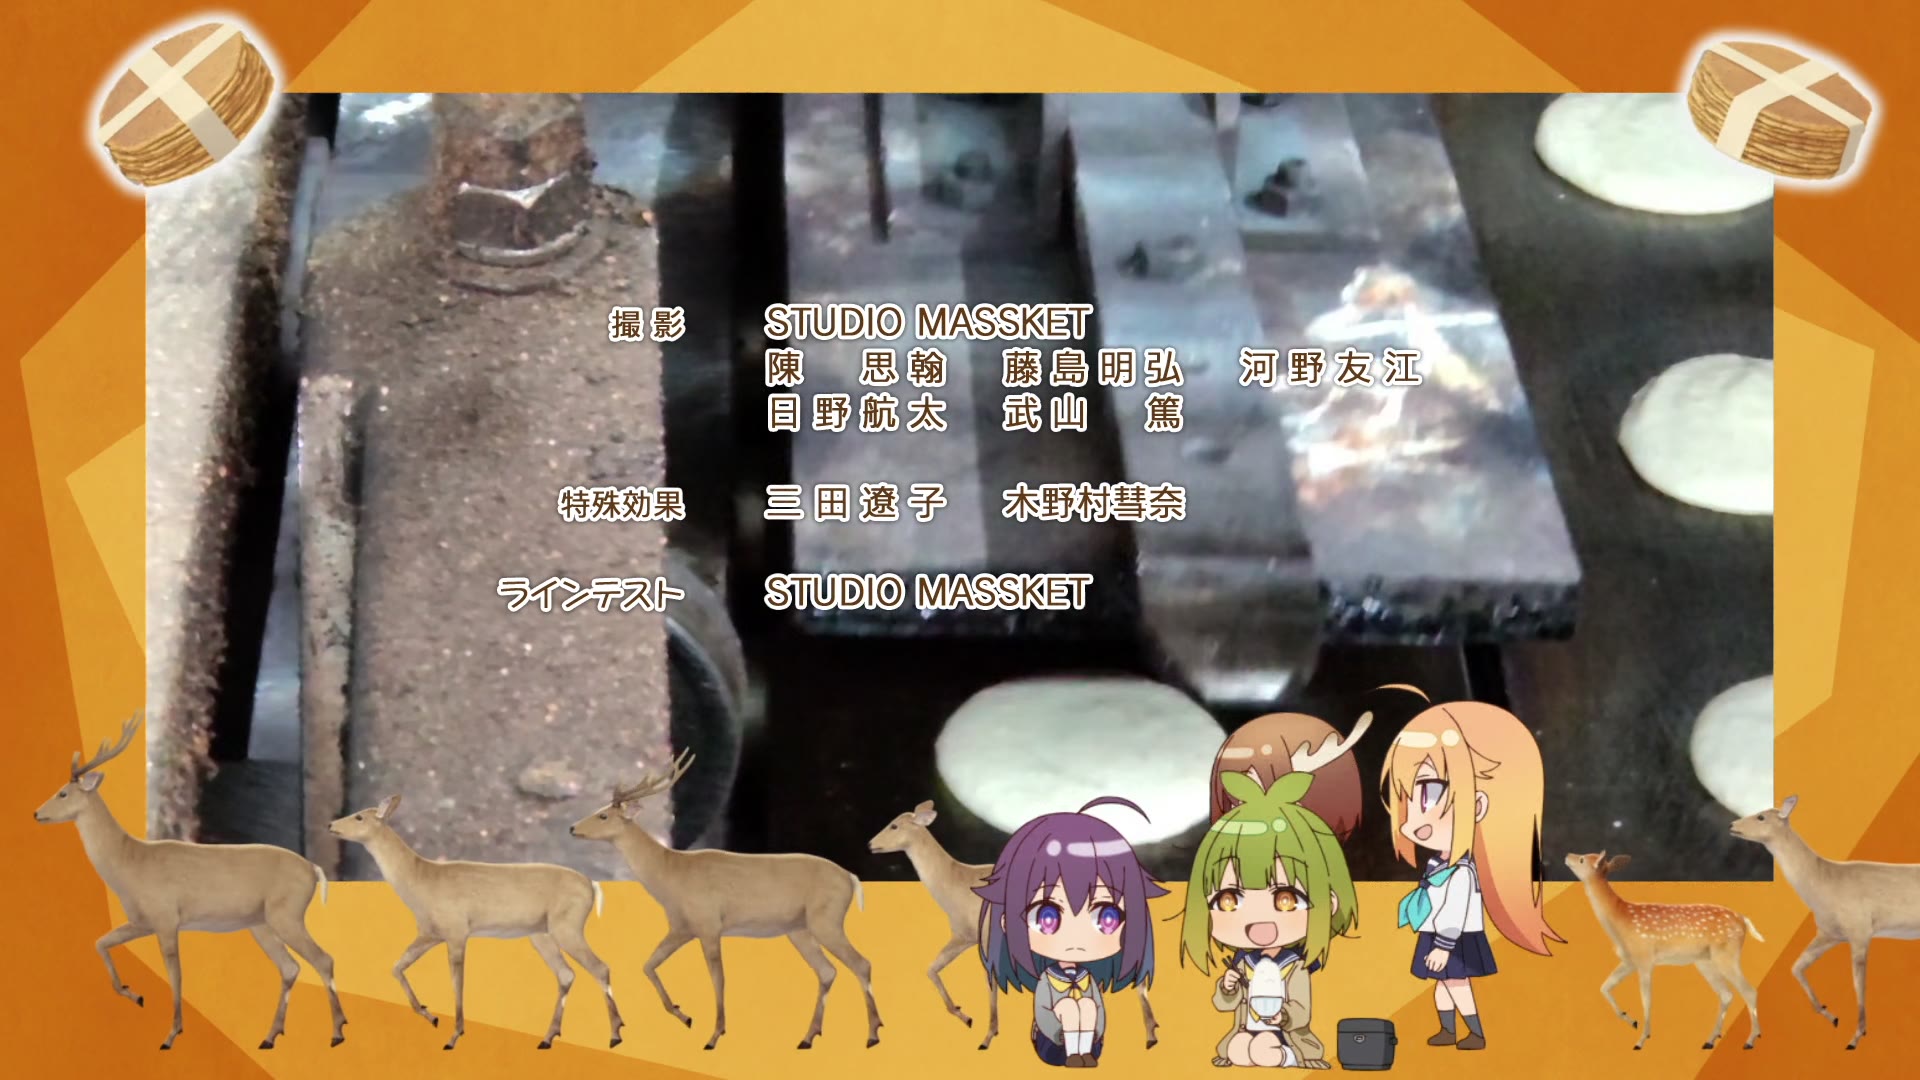 撮影 STUDIO MASSKET
陳 思翰 藤島明弘 河野友江
日野航太 武山 篤
特殊効果 三田遼子 木野村彗奈
ラインテスト STUDIO MASSKET